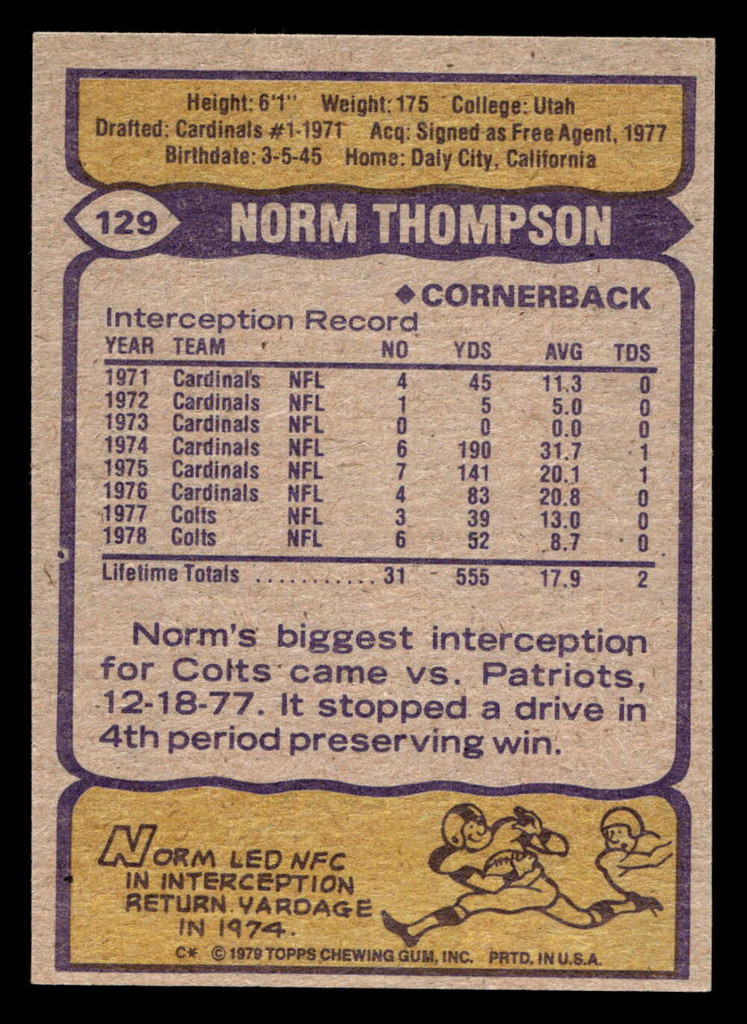 Height: 6'1" Weight: 175 College: Utah
Drafted: Cardinals #1-1971 Acq: Signed as Free Agent, 1977
Birthdate: 3-5-45 Home: Daly City, California
129 NORM THOMPSON
◆ CORNERBACK
Interception Record
YEAR TEAM NO YDS AVG TDS
1971 Cardinals NFL 4 45 11.3 0
1972 Cardinals NFL 1 5 5.0 0
1973 Cardinals NFL 0 0 0.0 0
1974 Cardinals NFL 6 190 31.7 1
1975 Cardinals NFL 7 141 20.1 1
1976 Cardinals NFL 4 83 20.8 0
1977 Colts NFL 3 39 13.0 0
1978 Colts NFL 6 52 8.7 0
Lifetime Totals ........... 31 555 17.9 2
Norm's biggest interception
for Colts came vs. Patriots,
12-18-77. It stopped a drive in
4th period preserving win.
NORM LED NFC
IN INTERCEPTION
RETURN YARDAGE
IN 1974.
C* © 1979 TOPPS CHEWING GUM, INC. PRTD. IN U.S.A.